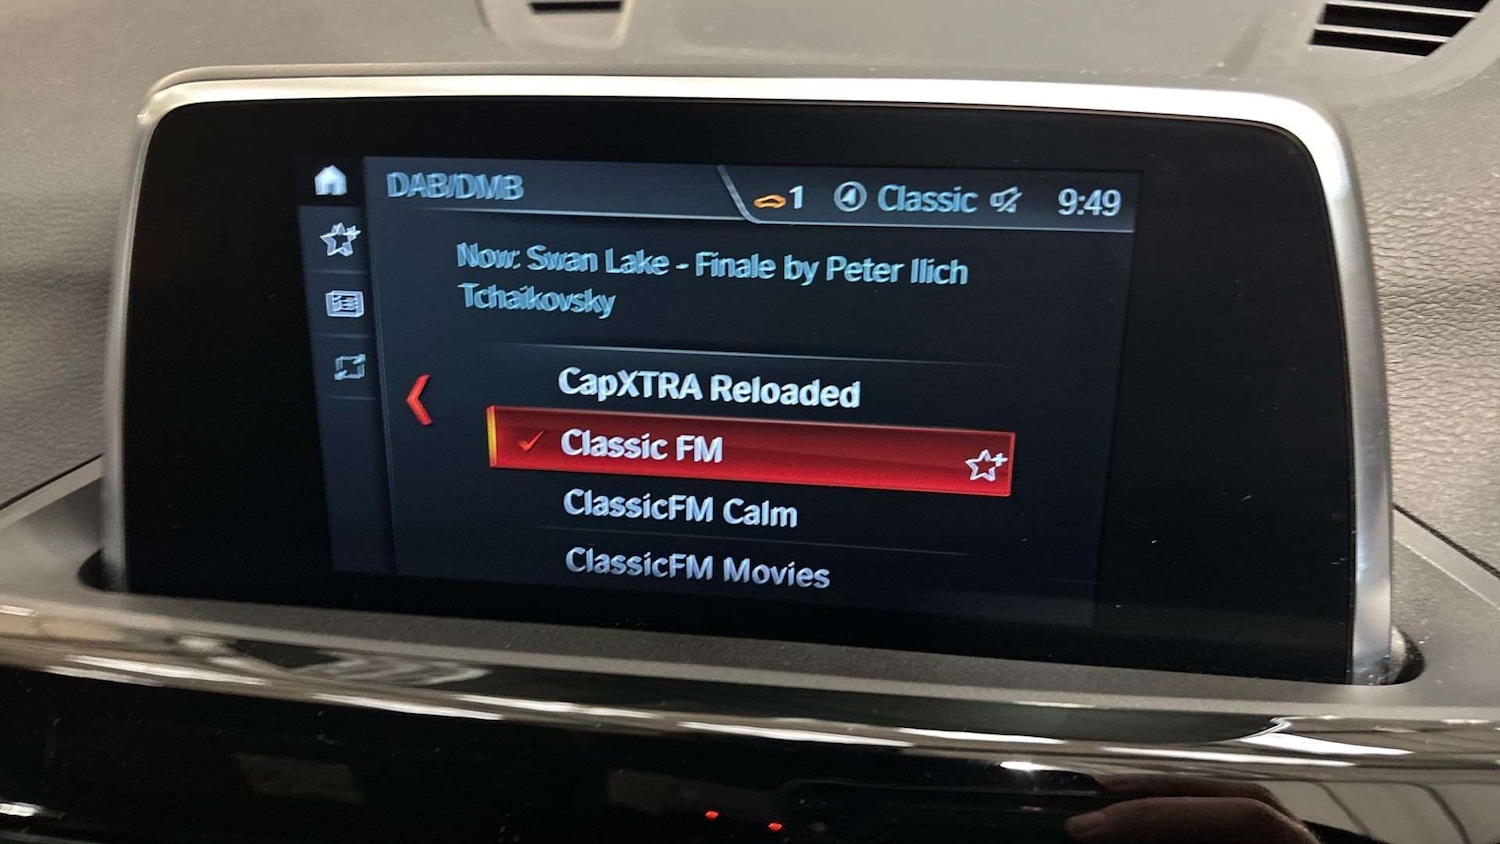 DAB/DMB
1 Classic 9:49
Now: Swan Lake - Finale by Peter Ilich
Tchaikovsky
CapXTRA Reloaded
Classic FM
ClassicFM Calm
ClassicFM Movies